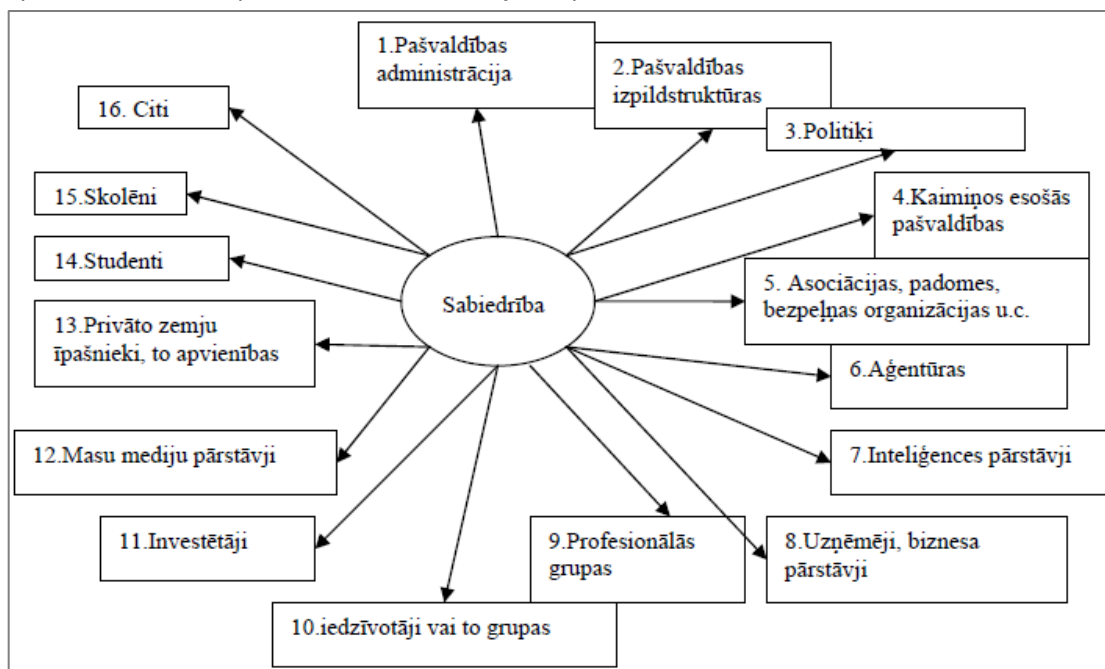 1.Pašvaldības
administrācija
2.Pašvaldības
izpildstruktūras
3.Politiķi
4.Kaimiņos esošās
pašvaldības
5. Asociācijas, padomes,
bezpeļņas organizācijas u.c.
6.Aģentūras
7.Inteliģences pārstāvji
8.Uzņēmēji, biznesa
pārstāvji
9.Profesionālās
grupas
10.iedzīvotāji vai to grupas
11.Investētāji
12.Masu mediju pārstāvji
13.Privāto zemju
īpašnieki, to apvienības
14.Studenti
15.Skolēni
16. Citi
Sabiedrība